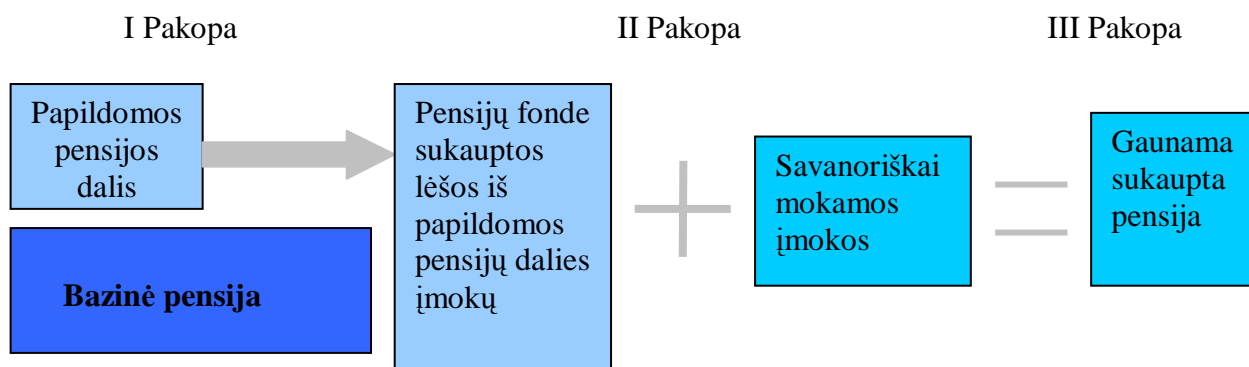 I Pakopa
II Pakopa
III Pakopa
Papildomos
pensijos
dalis
Bazinė pensija
Pensijų fonde
sukauptos
lėšos iš
papildomos
pensijų dalies
įmokų
Savanoriškai
mokamos
įmokos
Gaunama
sukaupta
pensija